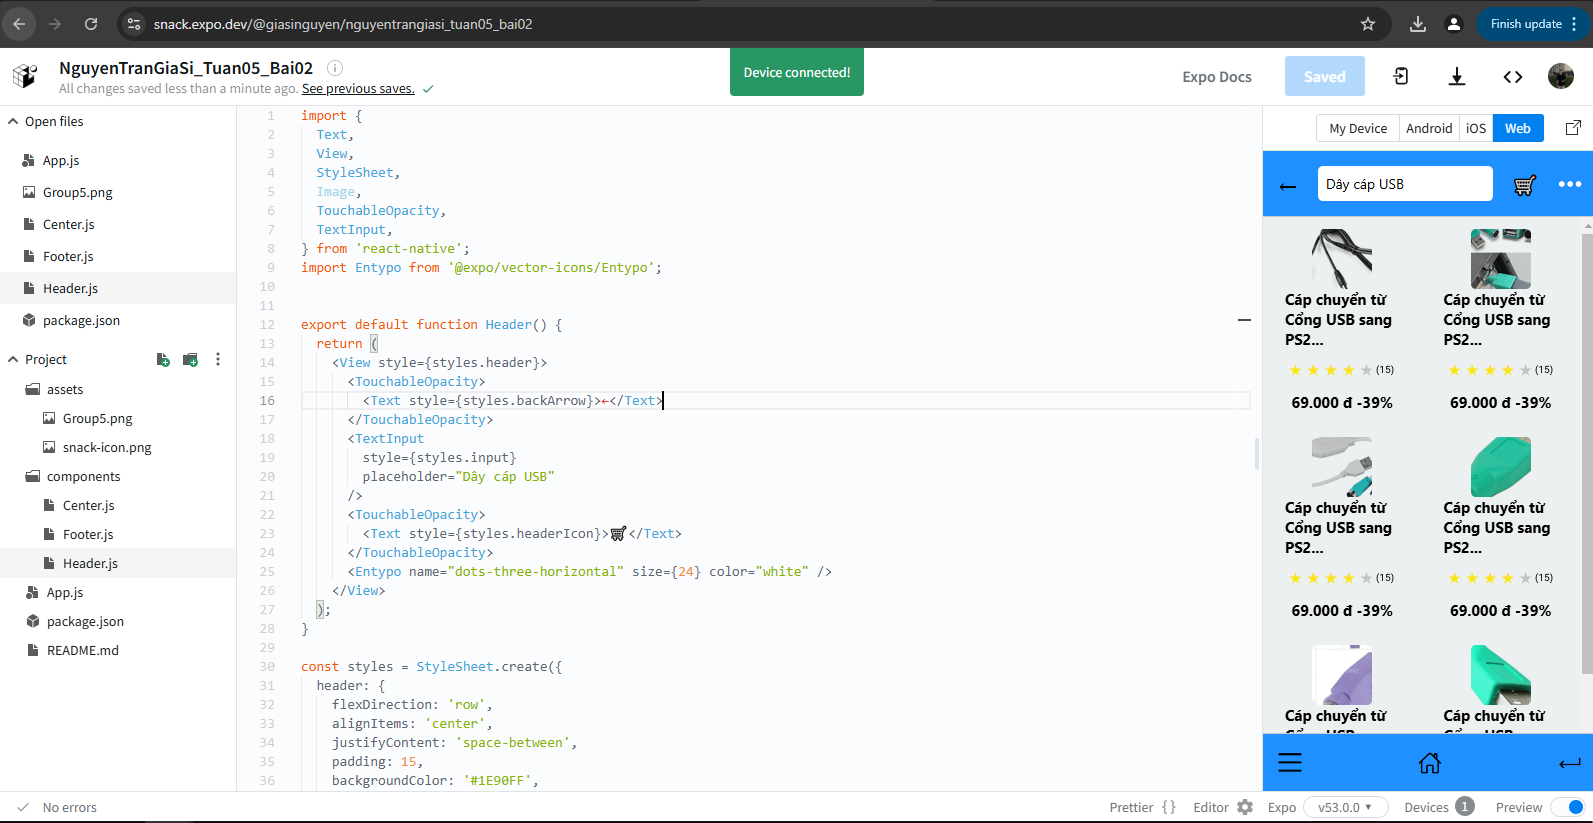 snack.expo.dev/@giasinguyen/nguyentrangiasi_tuan05_bai02
Finish update
NguyenTranGiaSi_Tuan05_Bai02
All changes saved less than a minute ago. See previous saves.
Device connected!
Expo Docs
Saved
Open files
App.js
Group5.png
Center.js
Footer.js
Header.js
package.json
Project
assets
Group5.png
snack-icon.png
components
Center.js
Footer.js
Header.js
App.js
package.json
README.md
1 import {
2 Text,
3 View,
4 StyleSheet,
5 Image,
6 TouchableOpacity,
7 TextInput,
8 } from 'react-native';
9 import Entypo from '@expo/vector-icons/Entypo';
10
11
12 export default function Header() {
13 return (
14 <View style={styles.header}>
15 <TouchableOpacity>
16 <Text style={styles.backArrow}>←</Text>
17 </TouchableOpacity>
18 <TextInput
19 style={styles.input}
20 placeholder="Dây cáp USB"
21 />
22 <TouchableOpacity>
23 <Text style={styles.headerIcon}>🛒</Text>
24 </TouchableOpacity>
25 <Entypo name="dots-three-horizontal" size={24} color="white" />
26 </View>
27 );
28 }
29
30 const styles = StyleSheet.create({
31 header: {
32 flexDirection: 'row',
33 alignItems: 'center',
34 justifyContent: 'space-between',
35 padding: 15,
36 backgroundColor: '#1E90FF',
My Device Android iOS Web
Dây cáp USB
Cáp chuyển từ
Cổng USB sang
PS2...
(15)
69.000 đ -39%
Cáp chuyển từ
Cổng USB sang
PS2...
(15)
69.000 đ -39%
Cáp chuyển từ
Cổng USB sang
PS2...
(15)
69.000 đ -39%
Cáp chuyển từ
Cổng USB sang
PS2...
(15)
69.000 đ -39%
Cáp chuyển từ
Cổng USB sang
Cáp chuyển từ
Cổng USB sang
No errors
Prettier { } Editor Expo v53.0.0 Devices 1 Preview